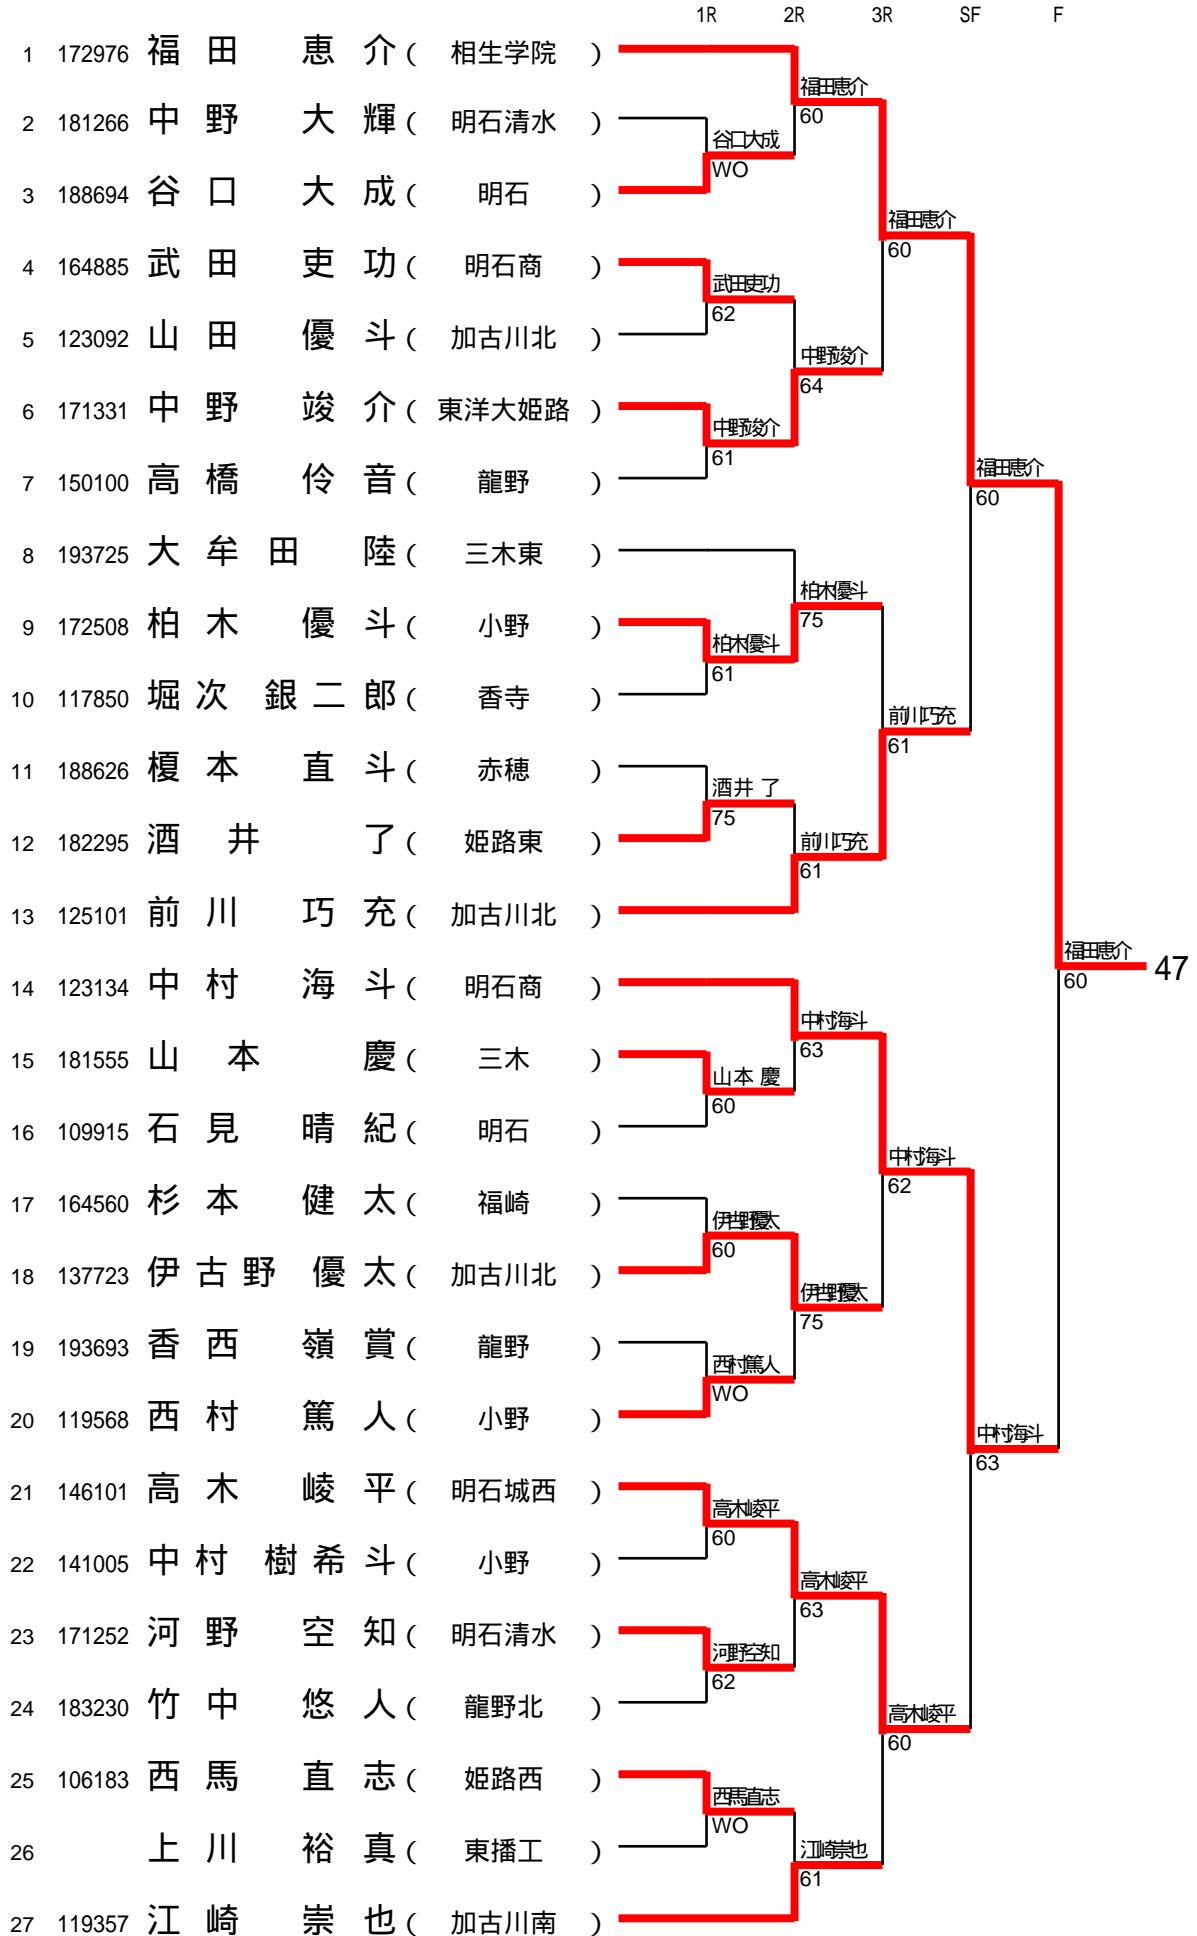 1R 2R 3R SF F
1 172976 福田 恵介 ( 相生学院 )
福田恵介
60
2 181266 中野 大輝 ( 明石清水 )
谷口大成
WO
3 188694 谷口 大成 ( 明石 )
福田恵介
60
4 164885 武田 吏功 ( 明石商 )
武田吏功
62
5 123092 山田 優斗 ( 加古川北 )
中野竣介
64
6 171331 中野 竣介 ( 東洋大姫路 )
中野竣介
61
7 150100 高橋 伶音 ( 龍野 )
福田恵介
60
8 193725 大牟田 陸 ( 三木東 )
柏木優斗
75
9 172508 柏木 優斗 ( 小野 )
柏木優斗
61
10 117850 堀次 銀二郎 ( 香寺 )
前川巧充
61
11 188626 榎本 直斗 ( 赤穂 )
酒井 了
75
12 182295 酒井 了 ( 姫路東 )
前川巧充
61
13 125101 前川 巧充 ( 加古川北 )
福田恵介
60
47
14 123134 中村 海斗 ( 明石商 )
中村海斗
63
15 181555 山本 慶 ( 三木 )
山本 慶
60
16 109915 石見 晴紀 ( 明石 )
中村海斗
62
17 164560 杉本 健太 ( 福崎 )
伊古野優太
60
18 137723 伊古野 優太 ( 加古川北 )
伊古野優太
75
19 193693 香西 嶺賞 ( 龍野 )
西村篤人
WO
20 119568 西村 篤人 ( 小野 )
中村海斗
63
21 146101 高木 崚平 ( 明石城西 )
高木崚平
60
22 141005 中村 樹希斗 ( 小野 )
高木崚平
63
23 171252 河野 空知 ( 明石清水 )
河野空知
62
24 183230 竹中 悠人 ( 龍野北 )
高木崚平
60
25 106183 西馬 直志 ( 姫路西 )
西馬直志
WO
26 上川 裕真 ( 東播工 )
江崎崇也
61
27 119357 江崎 崇也 ( 加古川南 )